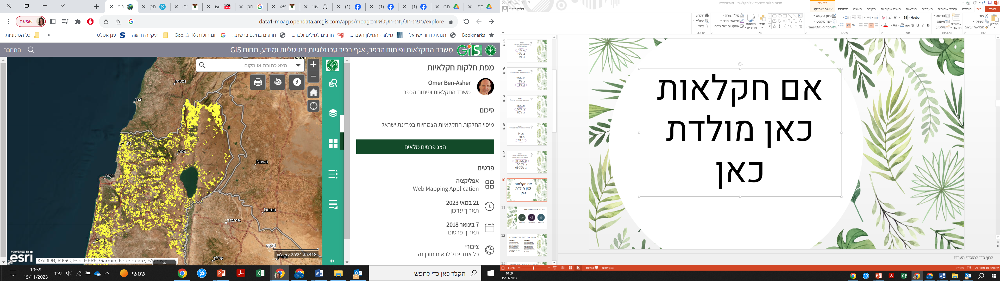 data1-moag.opendata.arcgis.com/apps/moag::מפת-חלקות-חקלאיות/explore
שגיאה
Bookmarks
תנועת דרור ישראל
מילוג - המילון העבר...
חרוזים למילים ולבר...
חרוזים בחינם ברשת...
יום הולדת 18 ל...Goo
תיקייה חדשה
ענן אטלס
»
כל הסימניות
משרד החקלאות ופיתוח הכפר, אגף בכיר טכנולוגיות דיגיטליות ומידע, תחום GIS
התחבר
מצא כתובת או מקום
נבטיה
צור
צפת
חיפה
Nawa
Daraa
אירביד
עג'לון
30קמ
32.924 35.412 מעלות
POWERED BY
esri
KADDB, RJGC, Esri, HERE, Garmin, Foursquare, FAO, MET...
מפת חלקות חקלאיות
Omer Ben-Asher
משרד החקלאות ופיתוח הכפר
סיכום
מיפוי החלקות החקלאיות הצמחיות במדינת ישראל
הצג פרטים מלאים
פרטים
אפליקציה
Web Mapping Application
21 במאי 2023
תאריך עדכון
7 בינואר 2018
תאריך פרסום
ציבורי
כל אחד יכול לראות תוכן זה
הקלד כאן כדי לחפש
שמשי
עבר
10:59
15/11/2023
מצגת מלווה לשיעור על חקלאות - PowerPoint
כלי ציור
קובץ
בית
הוספה
עיצוב שקופית
מעברים
הנפשות
הצגת שקופיות
סקירה
תצוגה
תוספות
עיצוב אובייקט
דלית רייז
הדבק
גזור
העתק
מברשת עיצוב
לוח
שקופית חדשה
פריסה
איפוס
מקטע
שקופיות
Heebo
88
גופן
פיסקה
כיוון טקסט
ישר טקסט
המר ל- SmartArt
סדר
סגנונות מהירים
מילוי צורה
מיתאר צורה
אפקטים של צורה
ציור
חיפוש
החלף
בחר
עריכה
5
א. 1%
ב. 10%
ג. 5%
6
א. 25%
ב. 5%
ג. 15%
7
א. 25%
ב. 50%
ג. 80%
8
א. 44
ב. 50
ג. 63
9
א. 90-95%
ב. 5-10%
ג. 65-70%
10
אם חקלאות
כאן מולדת
כאן
11
FEATURES WITH ICONS
12
CONTENT IN TWO COLUMNS
13
אם חקלאות
כאן מולדת
כאן
לחץ כדי להוסיף הערות
שקופית 10 מתוך 29
עברית
הערות
הערות
113%
10:59
15/11/2023